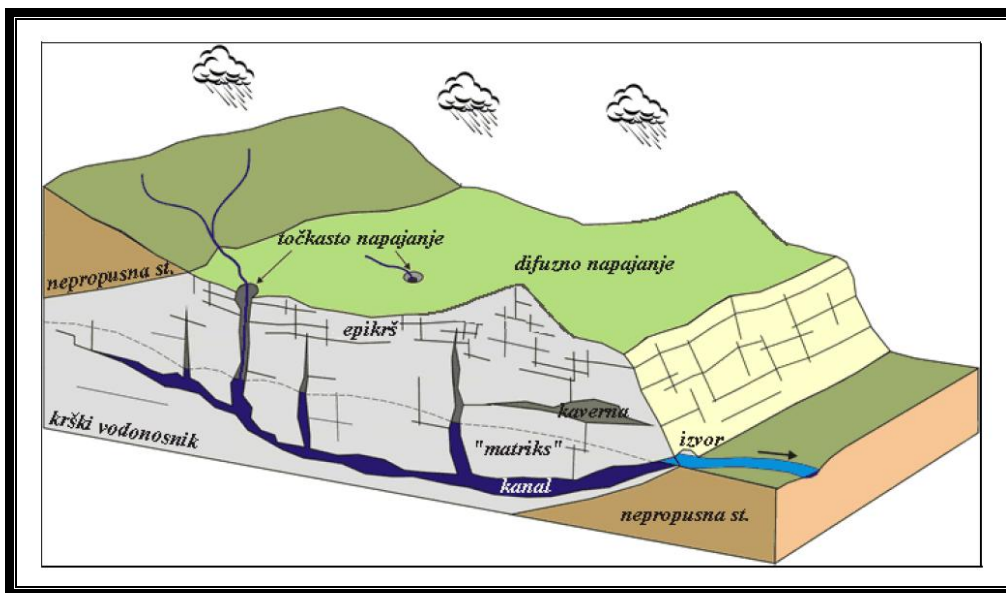 točkasto napajanje
nepropusna st.
difuzno napajanje
epikrš
kaverna
krški vodonosnik
izvor
"matriks"
kanal
nepropusna st.